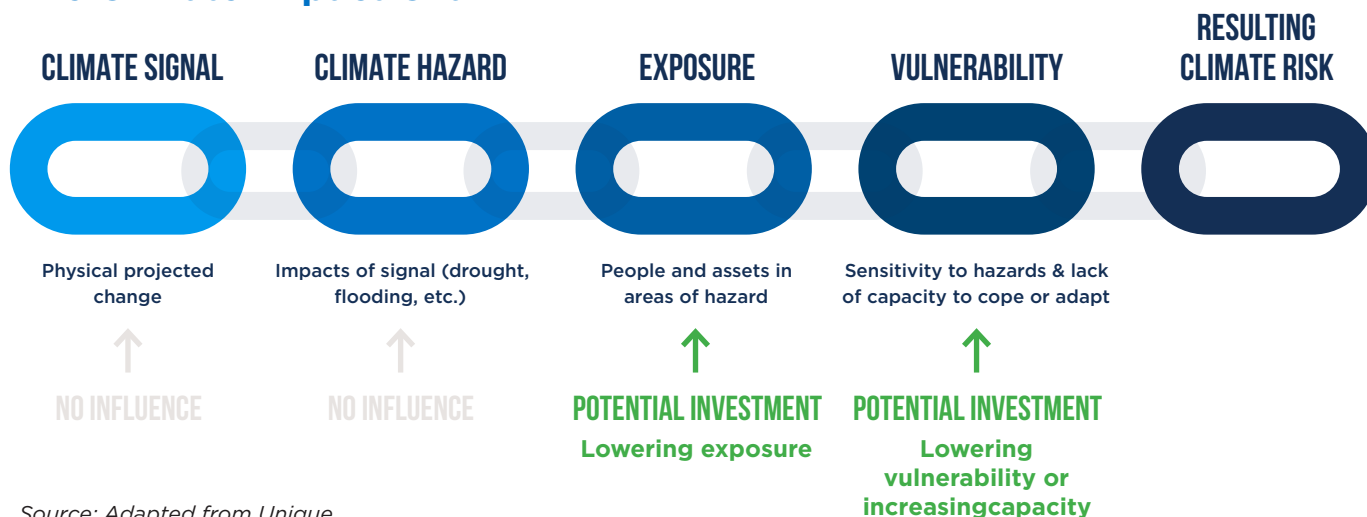 CLIMATE SIGNAL
CLIMATE HAZARD
EXPOSURE
VULNERABILITY
RESULTING
CLIMATE RISK
Physical projected
change
Impacts of signal (drought,
flooding, etc.)
People and assets in
areas of hazard
Sensitivity to hazards & lack
of capacity to cope or adapt
NO INFLUENCE
NO INFLUENCE
POTENTIAL INVESTMENT
Lowering exposure
POTENTIAL INVESTMENT
Lowering
vulnerability or
increasingcapacity
Source: Adapted from Unique